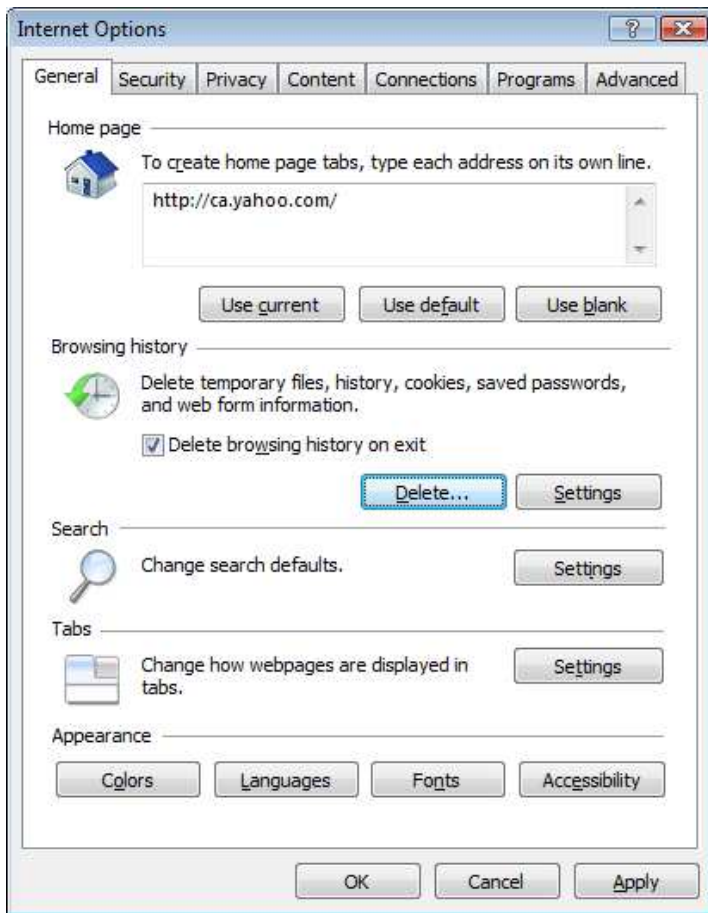 Internet Options
General Security Privacy Content Connections Programs Advanced
Home page
To create home page tabs, type each address on its own line.
http://ca.yahoo.com/
Use current Use default Use blank
Browsing history
Delete temporary files, history, cookies, saved passwords,
and web form information.
Delete browsing history on exit
Delete... Settings
Search
Change search defaults. Settings
Tabs
Change how webpages are displayed in Settings
tabs.
Appearance
Colors Languages Fonts Accessibility
OK Cancel Apply